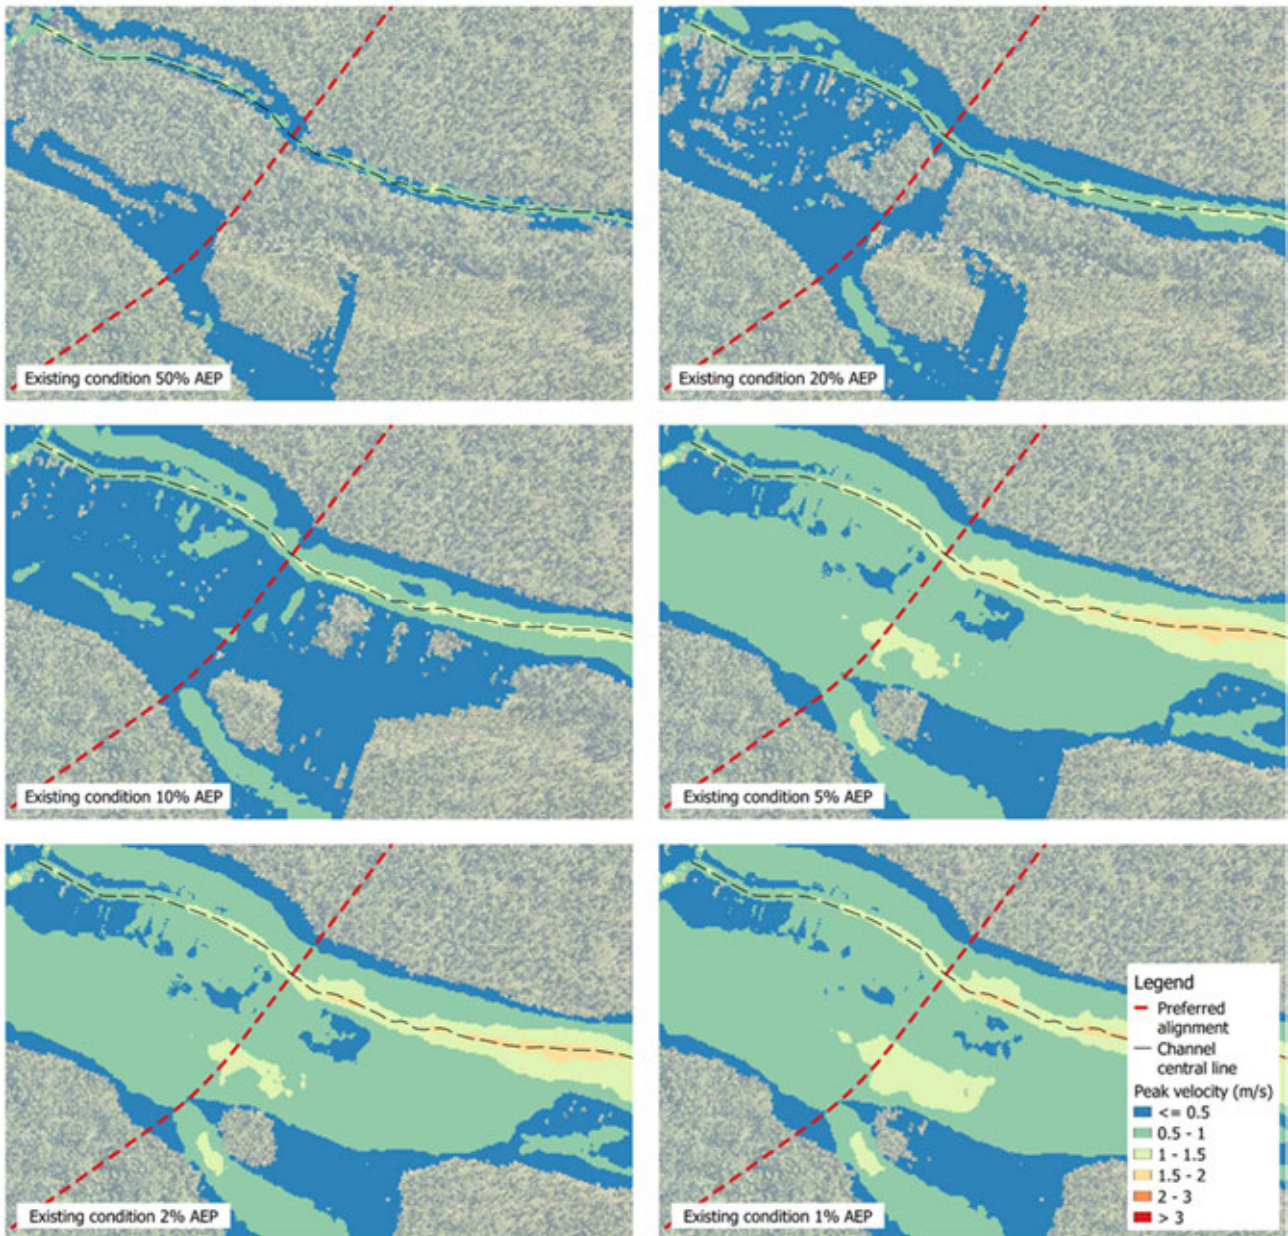 Existing condition 50% AEP
Existing condition 20% AEP
Existing condition 10% AEP
Existing condition 5% AEP
Existing condition 2% AEP
Existing condition 1% AEP
Legend
Preferred
alignment
Channel
central line
Peak velocity (m/s)
<= 0.5
0.5 - 1
1 - 1.5
1.5 - 2
2 - 3
> 3